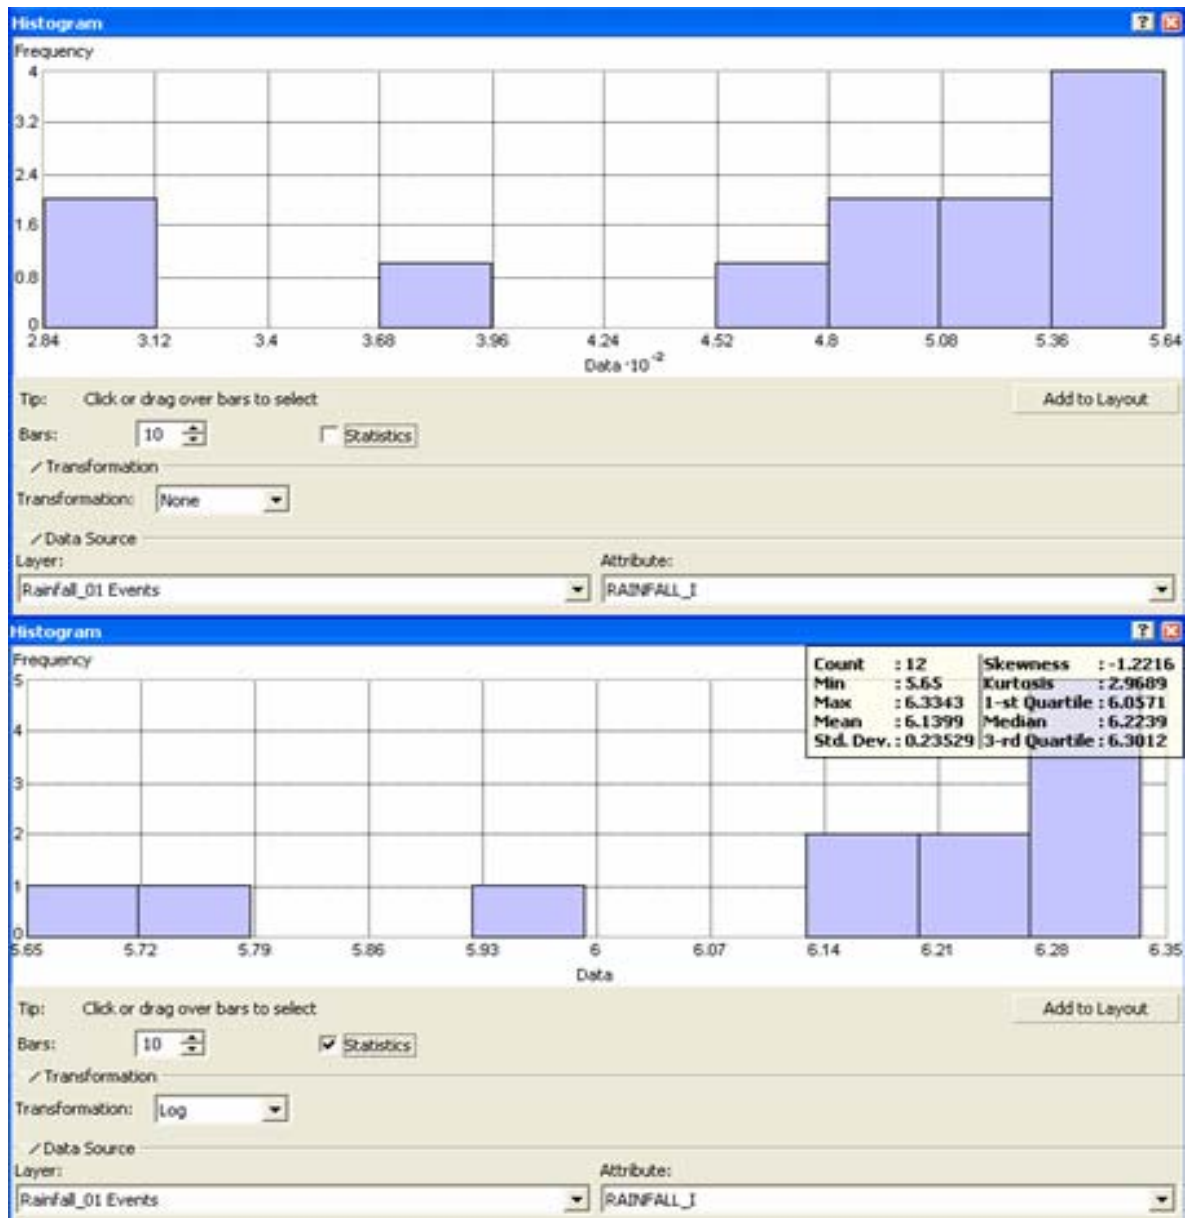 Histogram
Frequency
4
3.2
2.4
1.6
0.8
0
2.84 3.12 3.4 3.68 3.96 4.24 4.52 4.8 5.08 5.36 5.64
Data ·10⁻²
Tip: Click or drag over bars to select Add to Layout
Bars: 10 Statistics
Transformation
Transformation: None
Data Source
Layer: Attribute:
Rainfall_01 Events RAINFALL_I
Histogram
Frequency
Count : 12 Skewness : -1.2216
Min : 5.65 Kurtosis : 2.9689
Max : 6.3343 1-st Quartile : 6.0571
Mean : 6.1399 Median : 6.2239
Std. Dev. : 0.23529 3-rd Quartile : 6.3012
5
4
3
2
1
0
5.65 5.72 5.79 5.86 5.93 6 6.07 6.14 6.21 6.28 6.35
Data
Tip: Click or drag over bars to select Add to Layout
Bars: 10 Statistics
Transformation
Transformation: Log
Data Source
Layer: Attribute:
Rainfall_01 Events RAINFALL_I